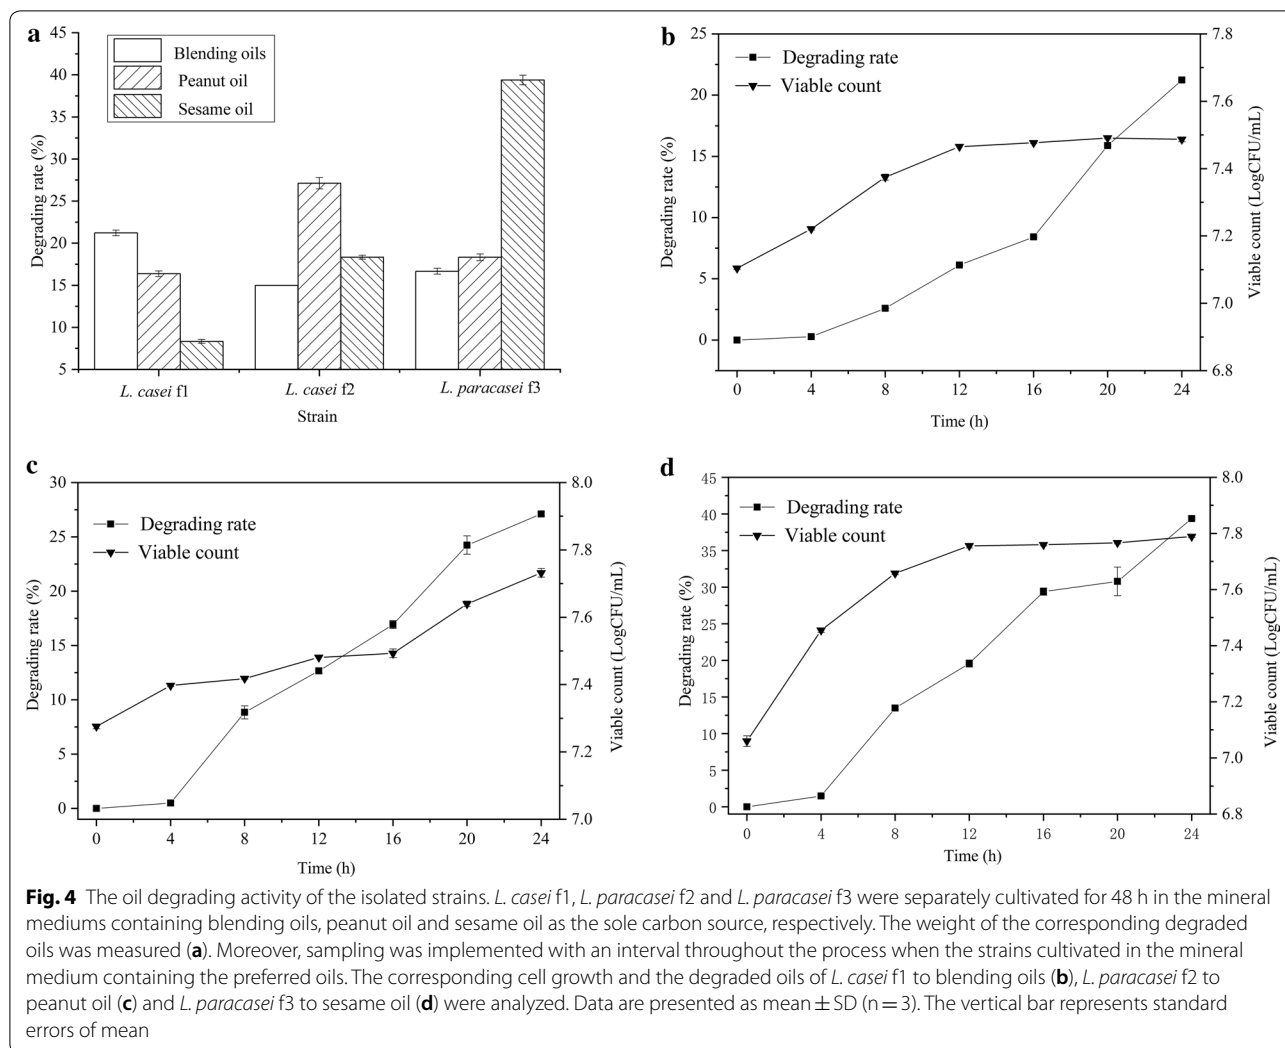 a
Blending oils
Peanut oil
Sesame oil
Degrading rate (%)
45
40
35
30
25
20
15
10
5
L. casei f1
L. casei f2
L. paracasei f3
Strain
b
Degrading rate
Viable count
Degrading rate (%)
25
20
15
10
5
0
7.8
7.6
7.4
7.2
7.0
6.8
Viable count (LogCFU/mL)
0 4 8 12 16 20 24
Time (h)
c
Degrading rate
Viable count
Degrading rate (%)
30
25
20
15
10
5
0
8.0
7.8
7.6
7.4
7.2
7.0
Viable count (LogCFU/mL)
0 4 8 12 16 20 24
Time (h)
d
Degrading rate
Viable count
Degrading rate (%)
45
40
35
30
25
20
15
10
5
0
8.0
7.8
7.6
7.4
7.2
7.0
6.8
Viable count (LogCFU/mL)
0 4 8 12 16 20 24
Time (h)
Fig. 4 The oil degrading activity of the isolated strains. L. casei f1, L. paracasei f2 and L. paracasei f3 were separately cultivated for 48 h in the mineral
mediums containing blending oils, peanut oil and sesame oil as the sole carbon source, respectively. The weight of the corresponding degraded
oils was measured (a). Moreover, sampling was implemented with an interval throughout the process when the strains cultivated in the mineral
medium containing the preferred oils. The corresponding cell growth and the degraded oils of L. casei f1 to blending oils (b), L. paracasei f2 to
peanut oil (c) and L. paracasei f3 to sesame oil (d) were analyzed. Data are presented as mean ± SD (n = 3). The vertical bar represents standard
errors of mean